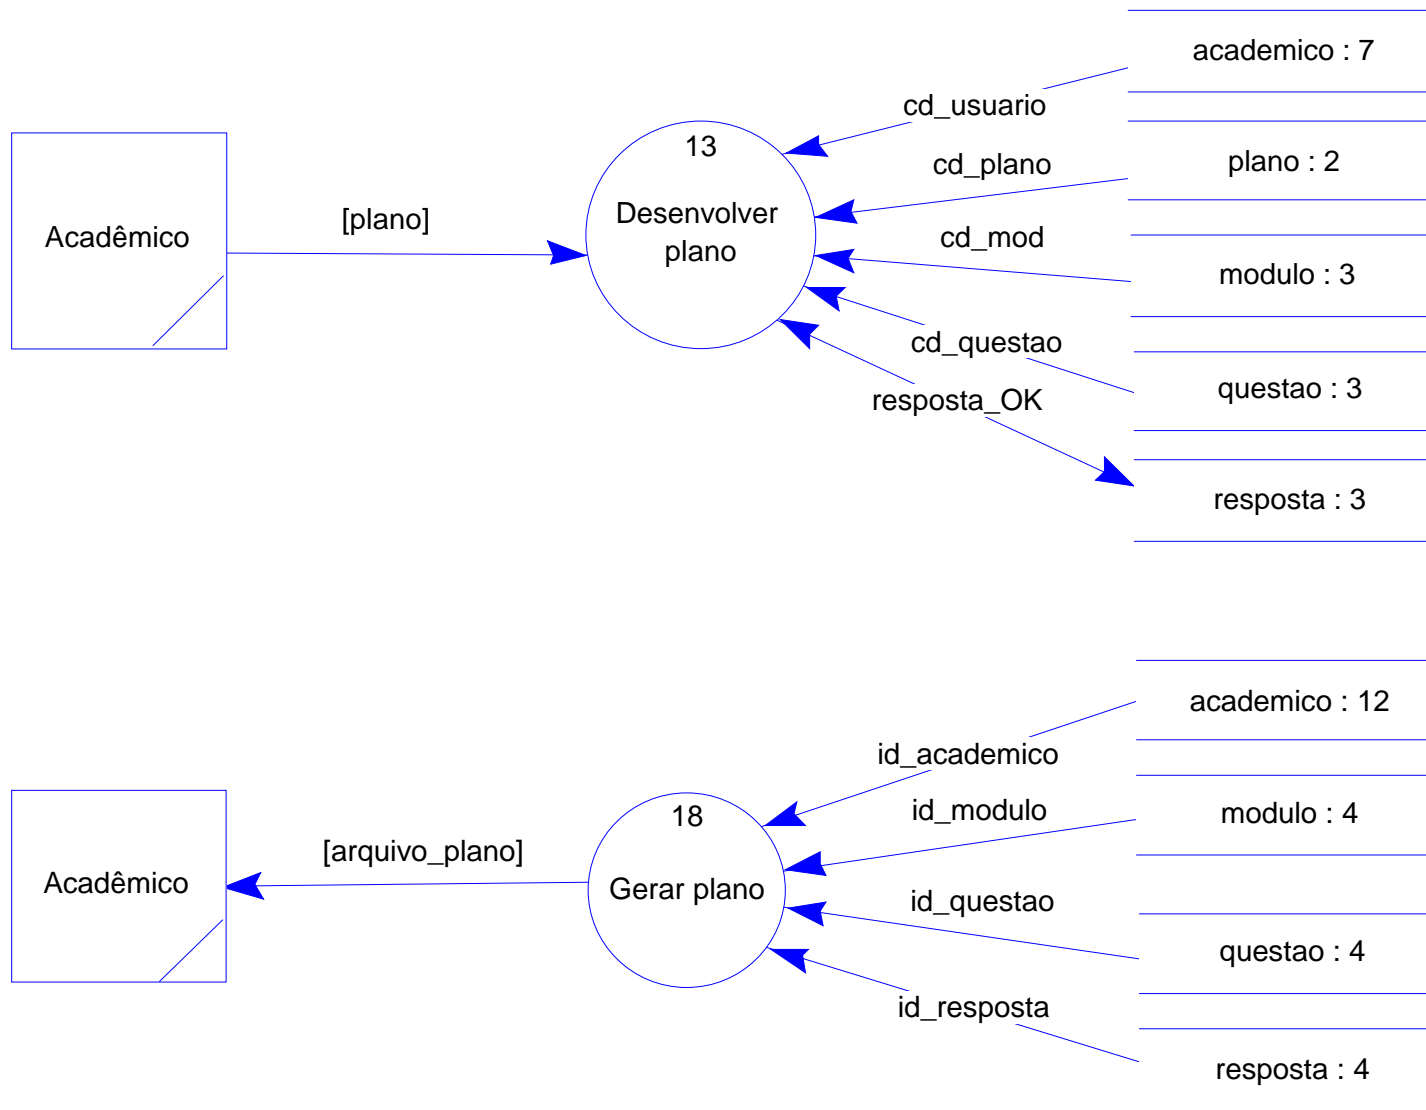 academico : 7
cd_usuario
13
cd_plano
plano : 2
Desenvolver
plano
[plano]
Acadêmico
cd_mod
modulo : 3
cd_questao
questao : 3
resposta_OK
resposta : 3
academico : 12
id_academico
18
id_modulo
modulo : 4
[arquivo_plano]
Acadêmico
Gerar plano
id_questao
questao : 4
id_resposta
resposta : 4